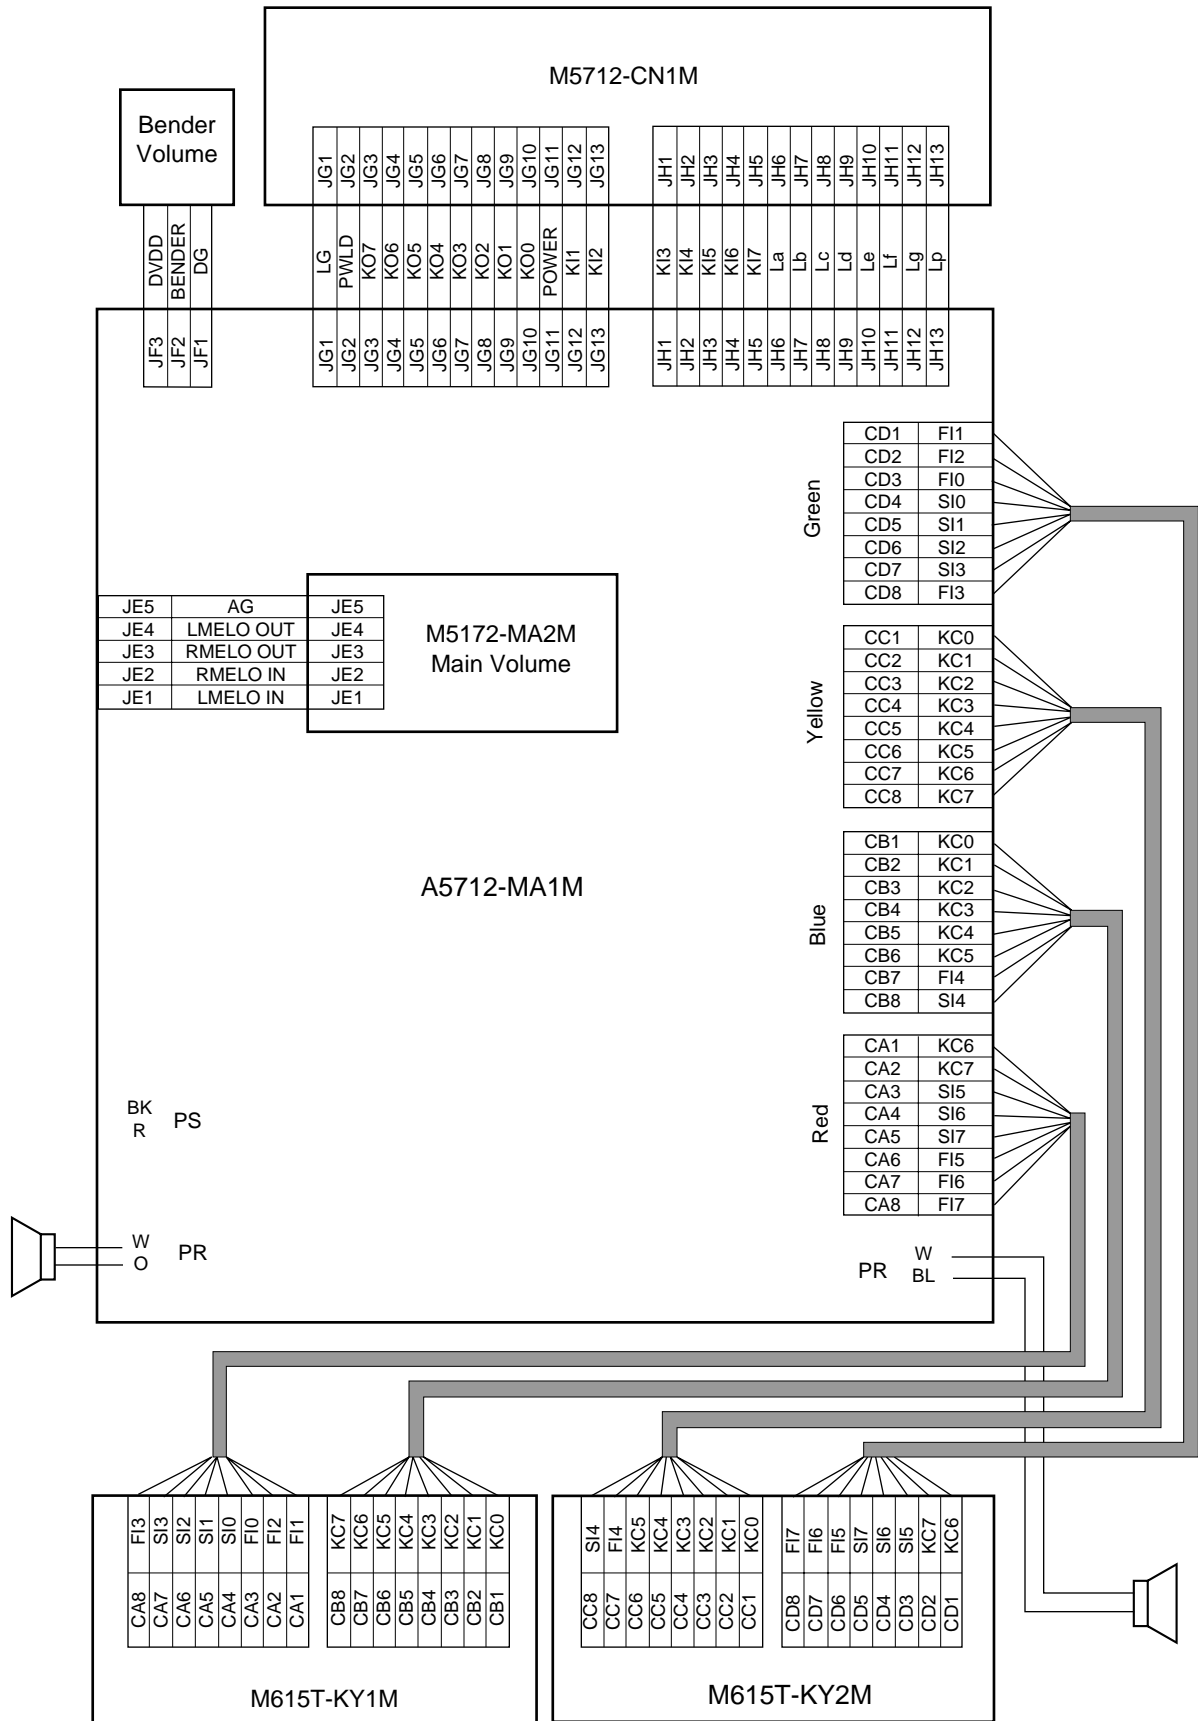 M5712-CN1M
Bender
Volume
JG1 JG2 JG3 JG4 JG5 JG6 JG7 JG8 JG9 JG10 JG11 JG12 JG13
JH1 JH2 JH3 JH4 JH5 JH6 JH7 JH8 JH9 JH10 JH11 JH12 JH13
DVDD BENDER DG
LG PWLD KO7 KO6 KO5 KO4 KO3 KO2 KO1 KO0 POWER KI1 KI2
KI3 KI4 KI5 KI6 KI7 La Lb Lc Ld Le Lf Lg Lp
JF3 JF2 JF1
JG1 JG2 JG3 JG4 JG5 JG6 JG7 JG8 JG9 JG10 JG11 JG12 JG13
JH1 JH2 JH3 JH4 JH5 JH6 JH7 JH8 JH9 JH10 JH11 JH12 JH13
Green
CD1 FI1
CD2 FI2
CD3 FI0
CD4 SI0
CD5 SI1
CD6 SI2
CD7 SI3
CD8 FI3
JE5 AG JE5
JE4 LMELO OUT JE4
JE3 RMELO OUT JE3
JE2 RMELO IN JE2
JE1 LMELO IN JE1
M5172-MA2M
Main Volume
Yellow
CC1 KC0
CC2 KC1
CC3 KC2
CC4 KC3
CC5 KC4
CC6 KC5
CC7 KC6
CC8 KC7
A5712-MA1M
Blue
CB1 KC0
CB2 KC1
CB3 KC2
CB4 KC3
CB5 KC4
CB6 KC5
CB7 FI4
CB8 SI4
Red
CA1 KC6
CA2 KC7
CA3 SI5
CA4 SI6
CA5 SI7
CA6 FI5
CA7 FI6
CA8 FI7
BK
R
PS
W
O
PR
PR
W
BL
FI3 SI3 SI2 SI1 SI0 FI0 FI2 FI1
CA8 CA7 CA6 CA5 CA4 CA3 CA2 CA1
KC7 KC6 KC5 KC4 KC3 KC2 KC1 KC0
CB8 CB7 CB6 CB5 CB4 CB3 CB2 CB1
M615T-KY1M
SI4 FI4 KC5 KC4 KC3 KC2 KC1 KC0
CC8 CC7 CC6 CC5 CC4 CC3 CC2 CC1
FI7 FI6 FI5 SI7 SI6 SI5 KC7 KC6
CD8 CD7 CD6 CD5 CD4 CD3 CD2 CD1
M615T-KY2M